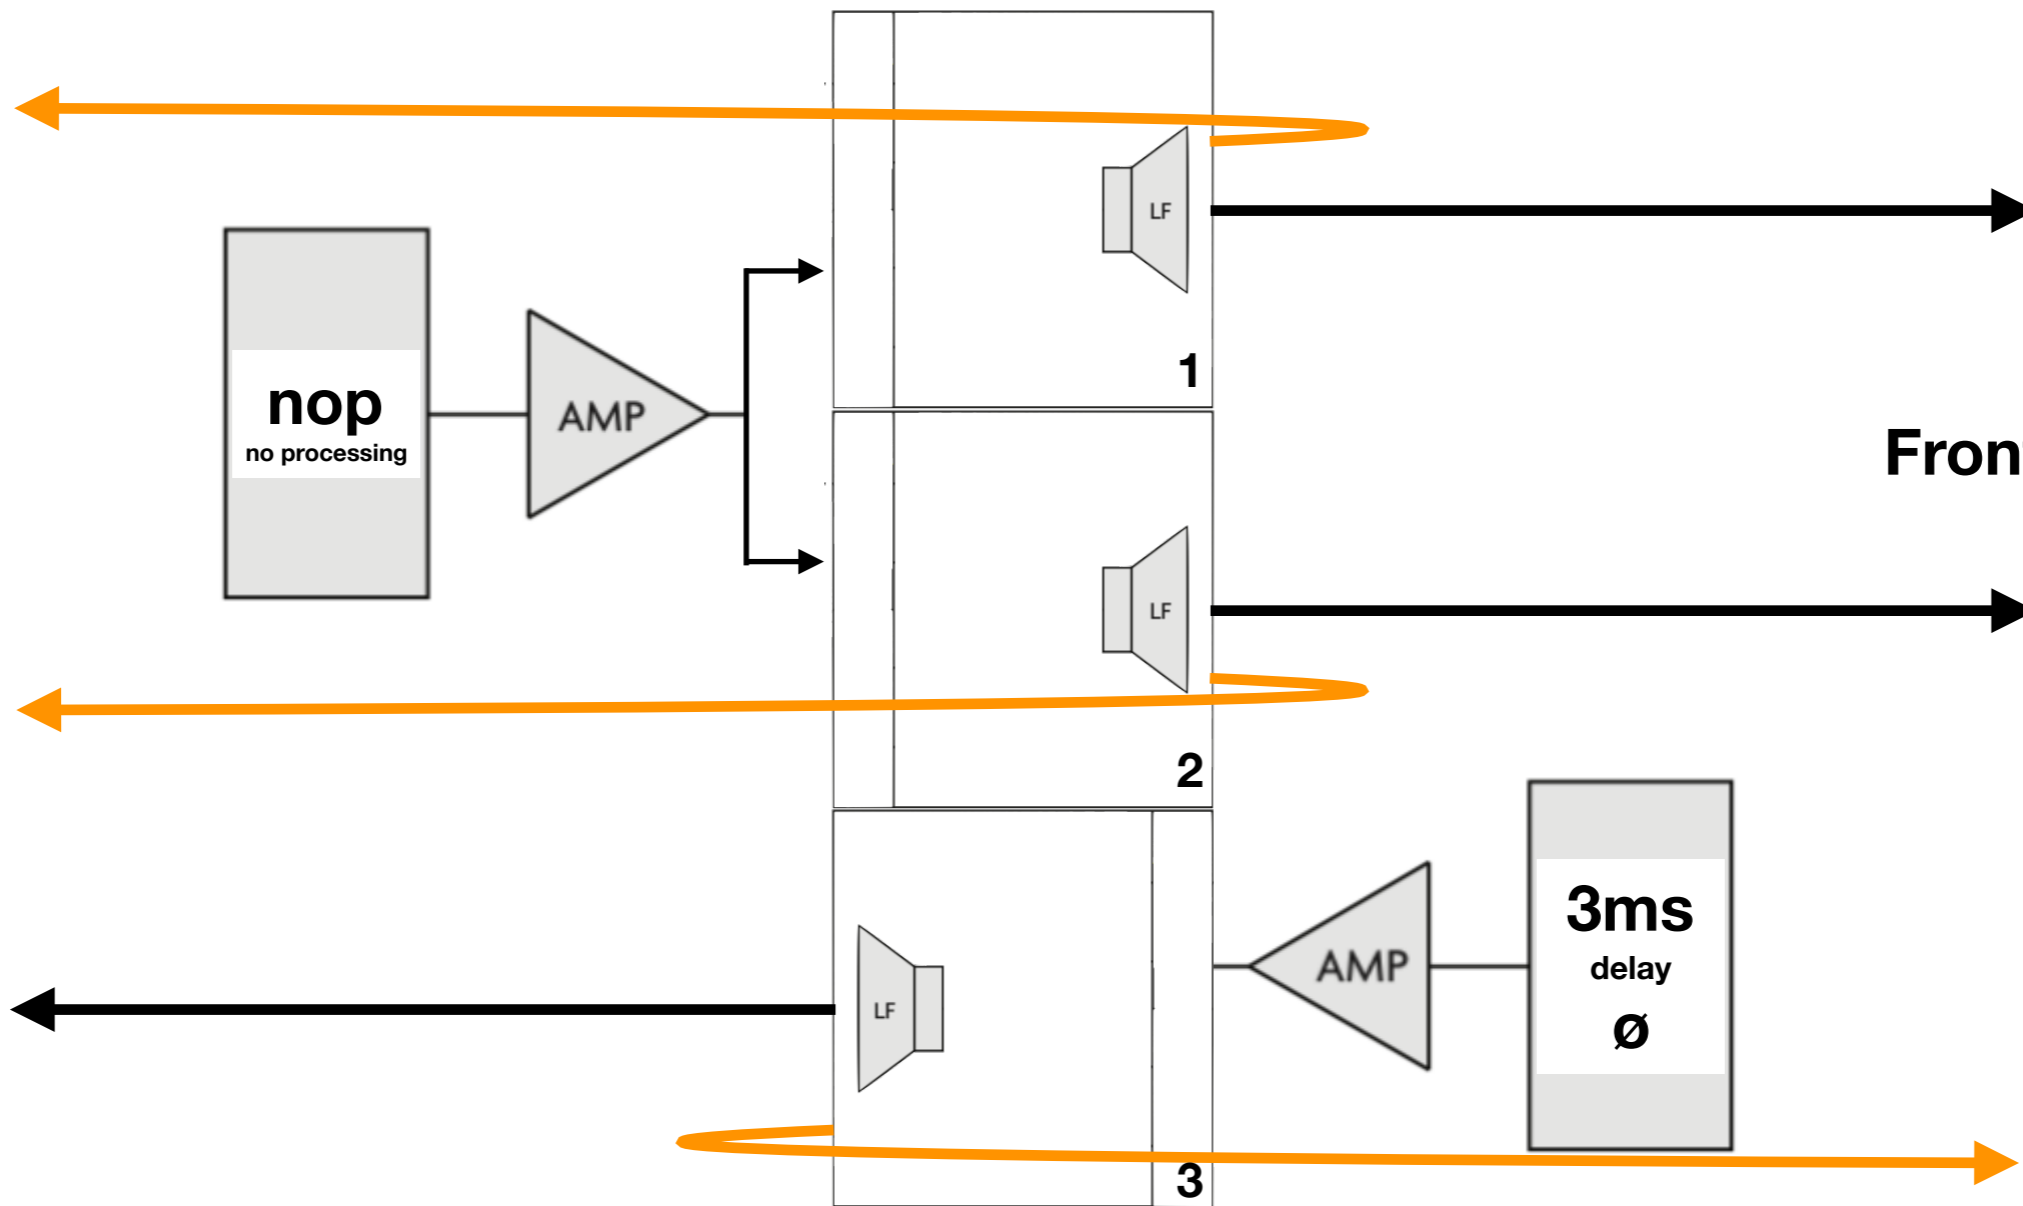 LF
1
nop
no processing
AMP
Fron
LF
2
3ms
delay
ø
AMP
LF
3